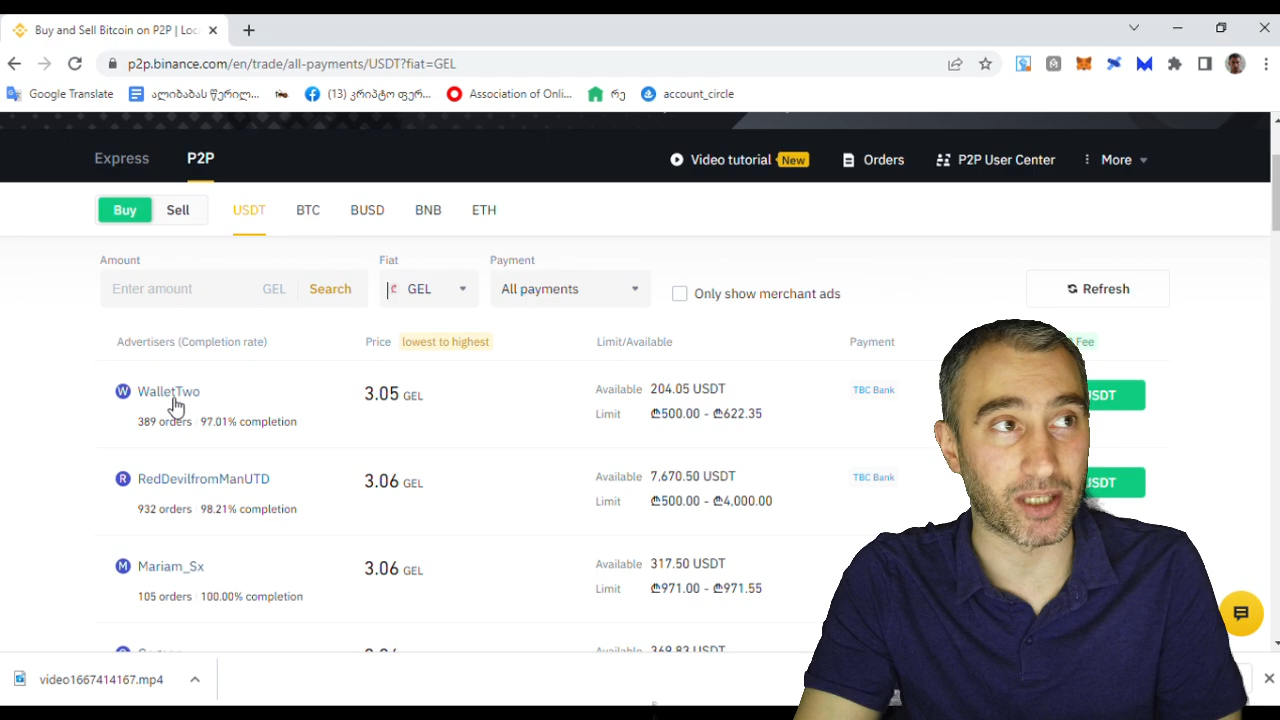 Buy and Sell Bitcoin on P2P | Loc
p2p.binance.com/en/trade/all-payments/USDT?fiat=GEL
Google Translate ალიბაბას წერილ... (13) კრიპტო ფერ... Association of Onli... რე account_circle
Express P2P Video tutorial New Orders P2P User Center More
Buy Sell USDT BTC BUSD BNB ETH
Amount Fiat Payment
Enter amount GEL Search GEL All payments Only show merchant ads Refresh
Advertisers (Completion rate) Price lowest to highest Limit/Available Payment Fee
W WalletTwo 3.05 GEL Available 204.05 USDT TBC Bank
Limit ₾500.00 - ₾622.35
389 orders 97.01% completion
R RedDevilfromManUTD 3.06 GEL Available 7,670.50 USDT TBC Bank
Limit ₾500.00 - ₾4,000.00
932 orders 98.21% completion
M Mariam_Sx 3.06 GEL Available 317.50 USDT
Limit ₾971.00 - ₾971.55
105 orders 100.00% completion
Available 369.83 USDT
video1667414167.mp4